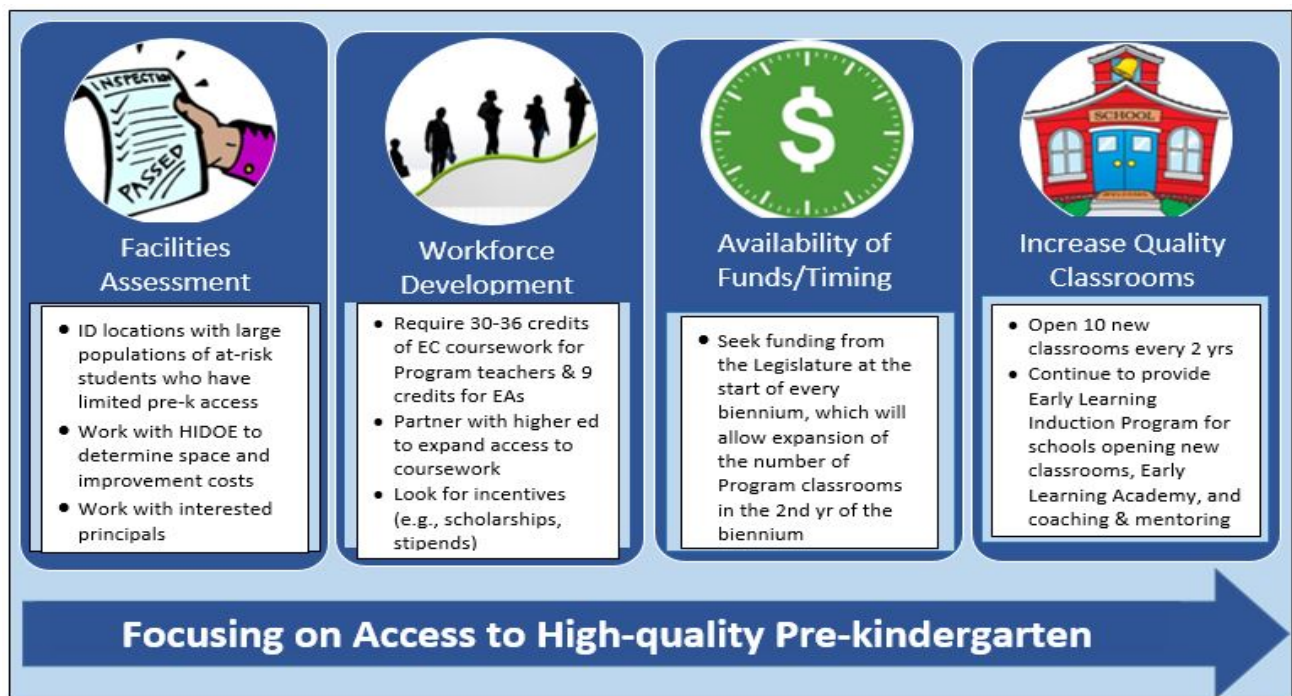 INSPECTION
PASSED
Facilities
Assessment
• ID locations with large
populations of at-risk
students who have
limited pre-k access
• Work with HIDOE to
determine space and
improvement costs
• Work with interested
principals
Workforce
Development
• Require 30-36 credits
of EC coursework for
Program teachers & 9
credits for EAs
• Partner with higher ed
to expand access to
coursework
• Look for incentives
(e.g., scholarships,
stipends)
$
Availability of
Funds/Timing
• Seek funding from
the Legislature at the
start of every
biennium, which will
allow expansion of
the number of
Program classrooms
in the 2nd yr of the
biennium
SCHOOL
Increase Quality
Classrooms
• Open 10 new
classrooms every 2 yrs
• Continue to provide
Early Learning
Induction Program for
schools opening new
classrooms, Early
Learning Academy, and
coaching & mentoring
Focusing on Access to High-quality Pre-kindergarten